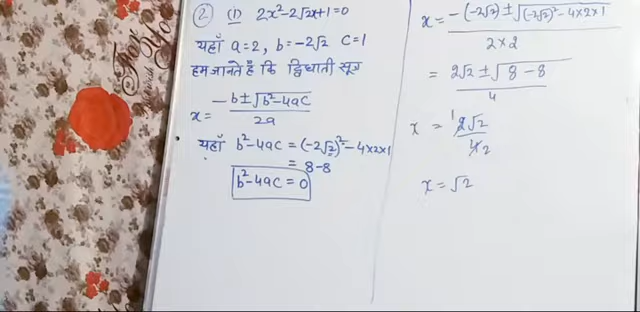 ② (i) 2x²-2√2x+1=0
यहाँ a=2, b=-2√2 c=1
हम जानते हैं कि द्विघाती सूत्र
x= -b±√b²-4ac / 2a
यहाँ b²-4ac = (-2√2)² - 4×2×1
= 8-8
b²-4ac = 0
x= -(-2√2) ± √(-2√2)² - 4×2×1 / 2×2
= 2√2 ± √8-8 / 4
x = 2√2 / 4 1 2
x = √2